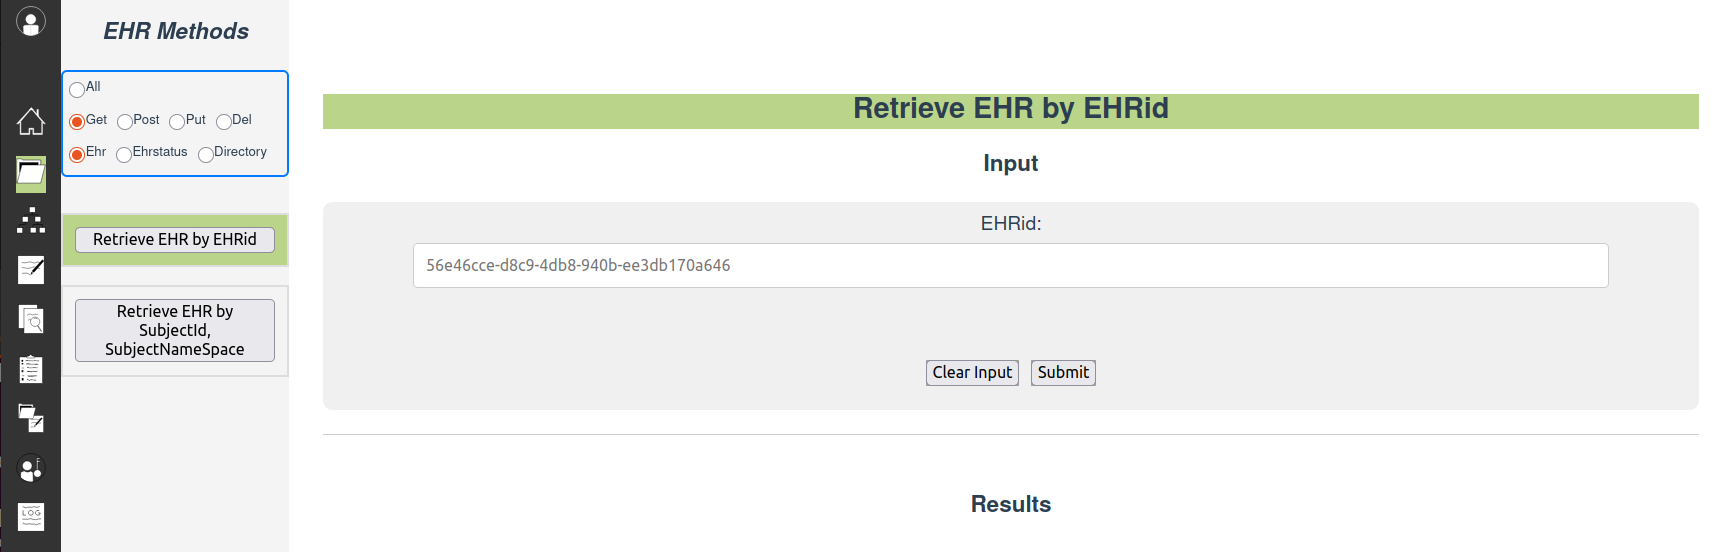 EHR Methods
All
Get Post Put Del
Ehr Ehrstatus Directory
Retrieve EHR by EHRid
Retrieve EHR by
SubjectId,
SubjectNameSpace
LOG
Retrieve EHR by EHRid
Input
EHRid:
56e46cce-d8c9-4db8-940b-ee3db170a646
Clear Input Submit
Results